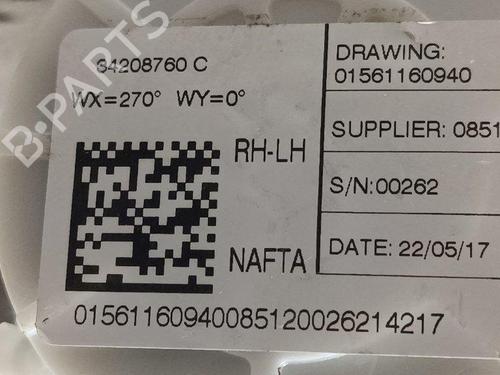 34208760 C
WX=270° WY=0°
RH-LH
NAFTA
DRAWING:
01561160940
SUPPLIER: 0851
S/N:00262
DATE: 22/05/17
01561160940085120026214217
B-PARTS